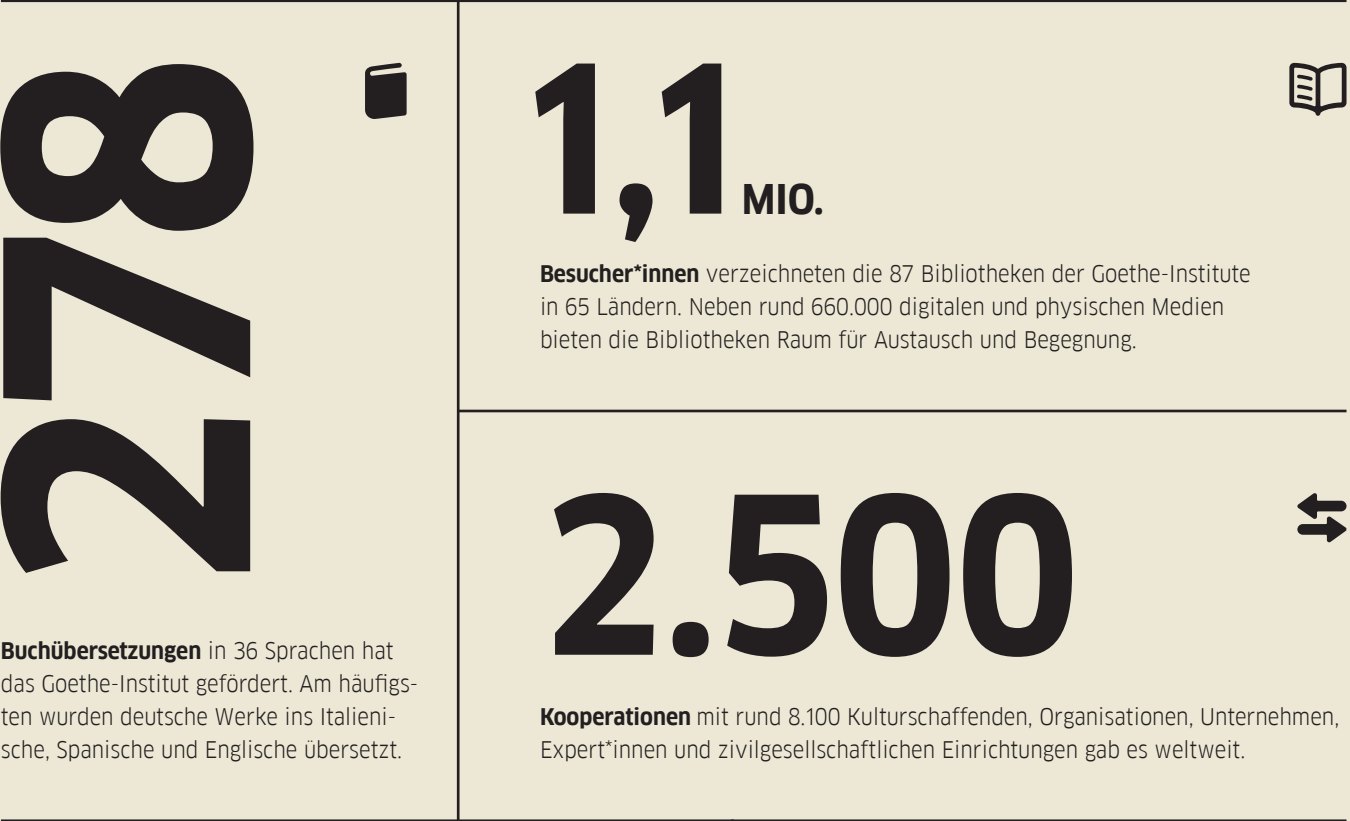 278
Buchübersetzungen in 36 Sprachen hat
das Goethe-Institut gefördert. Am häufigs-
ten wurden deutsche Werke ins Italieni-
sche, Spanische und Englische übersetzt.
1,1 MIO.
Besucher*innen verzeichneten die 87 Bibliotheken der Goethe-Institute
in 65 Ländern. Neben rund 660.000 digitalen und physischen Medien
bieten die Bibliotheken Raum für Austausch und Begegnung.
2.500
Kooperationen mit rund 8.100 Kulturschaffenden, Organisationen, Unternehmen,
Expert*innen und zivilgesellschaftlichen Einrichtungen gab es weltweit.